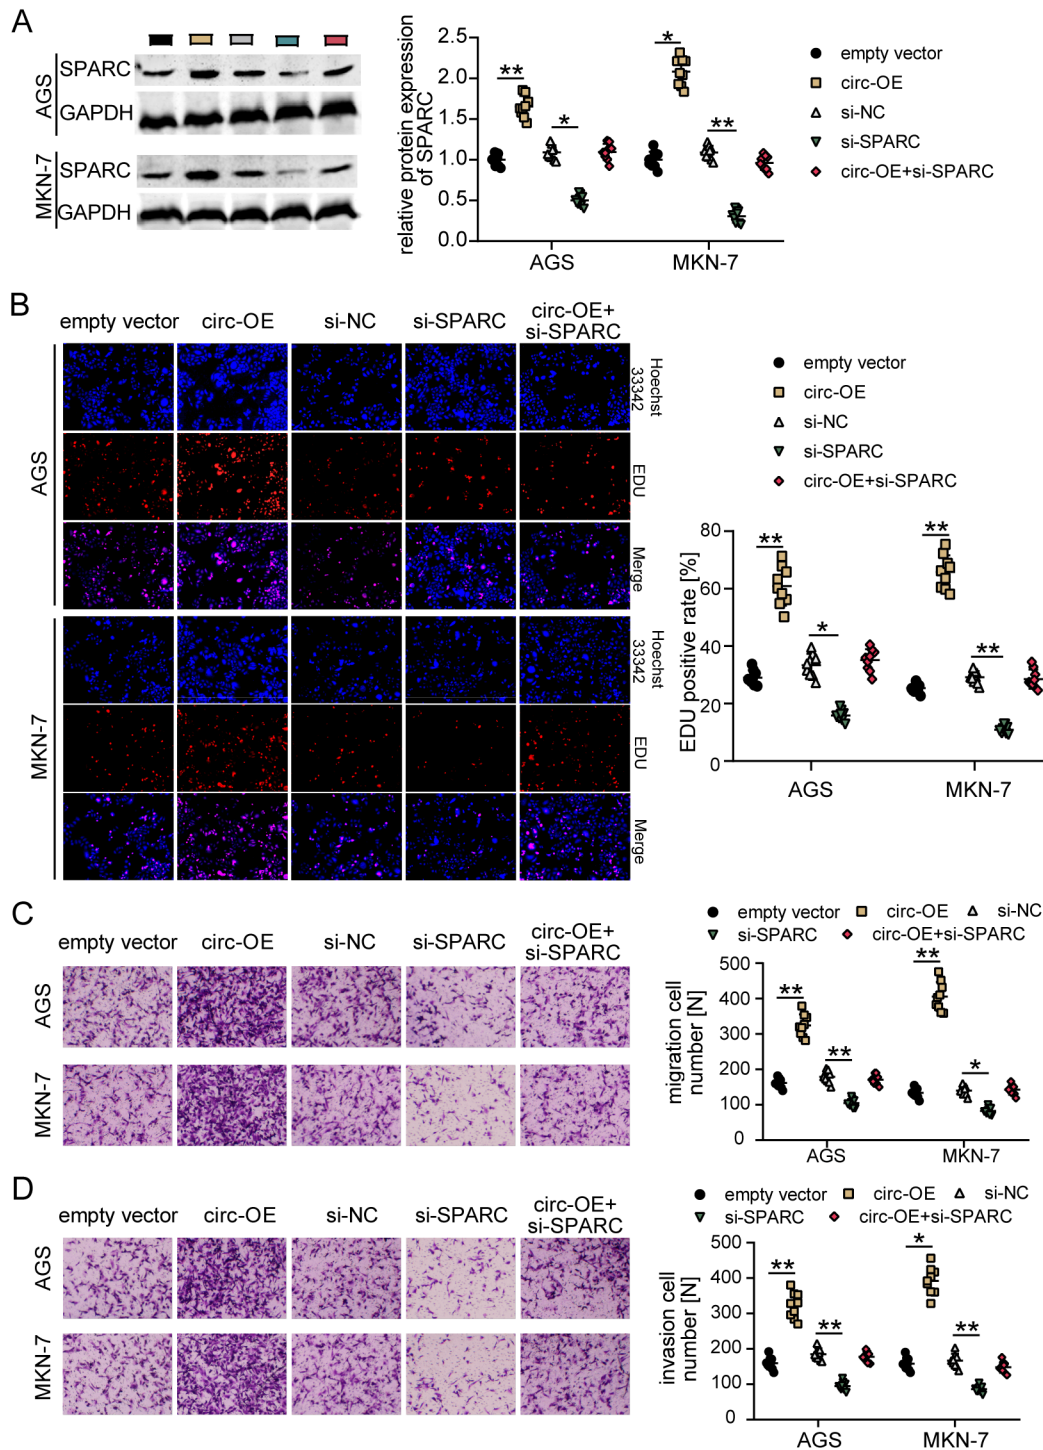 A
AGS
SPARC
GAPDH
MKN-7
SPARC
GAPDH
relative protein expression
of SPARC
2.5
2.0
1.5
1.0
0.5
0.0
**
*
*
**
AGS
MKN-7
empty vector
circ-OE
si-NC
si-SPARC
circ-OE+si-SPARC
B
empty vector
circ-OE
si-NC
si-SPARC
circ-OE+
si-SPARC
AGS
Hoechst
33342
EDU
Merge
MKN-7
Hoechst
33342
EDU
Merge
empty vector
circ-OE
si-NC
si-SPARC
circ-OE+si-SPARC
EDU positive rate [%]
80
60
40
20
0
**
*
**
**
AGS
MKN-7
C
empty vector
circ-OE
si-NC
si-SPARC
circ-OE+
si-SPARC
AGS
MKN-7
empty vector
circ-OE
si-NC
si-SPARC
circ-OE+si-SPARC
migration cell
number [N]
500
400
300
200
100
0
**
**
**
*
AGS
MKN-7
D
empty vector
circ-OE
si-NC
si-SPARC
circ-OE+
si-SPARC
AGS
MKN-7
empty vector
circ-OE
si-NC
si-SPARC
circ-OE+si-SPARC
invasion cell
number [N]
500
400
300
200
100
0
**
**
*
**
AGS
MKN-7